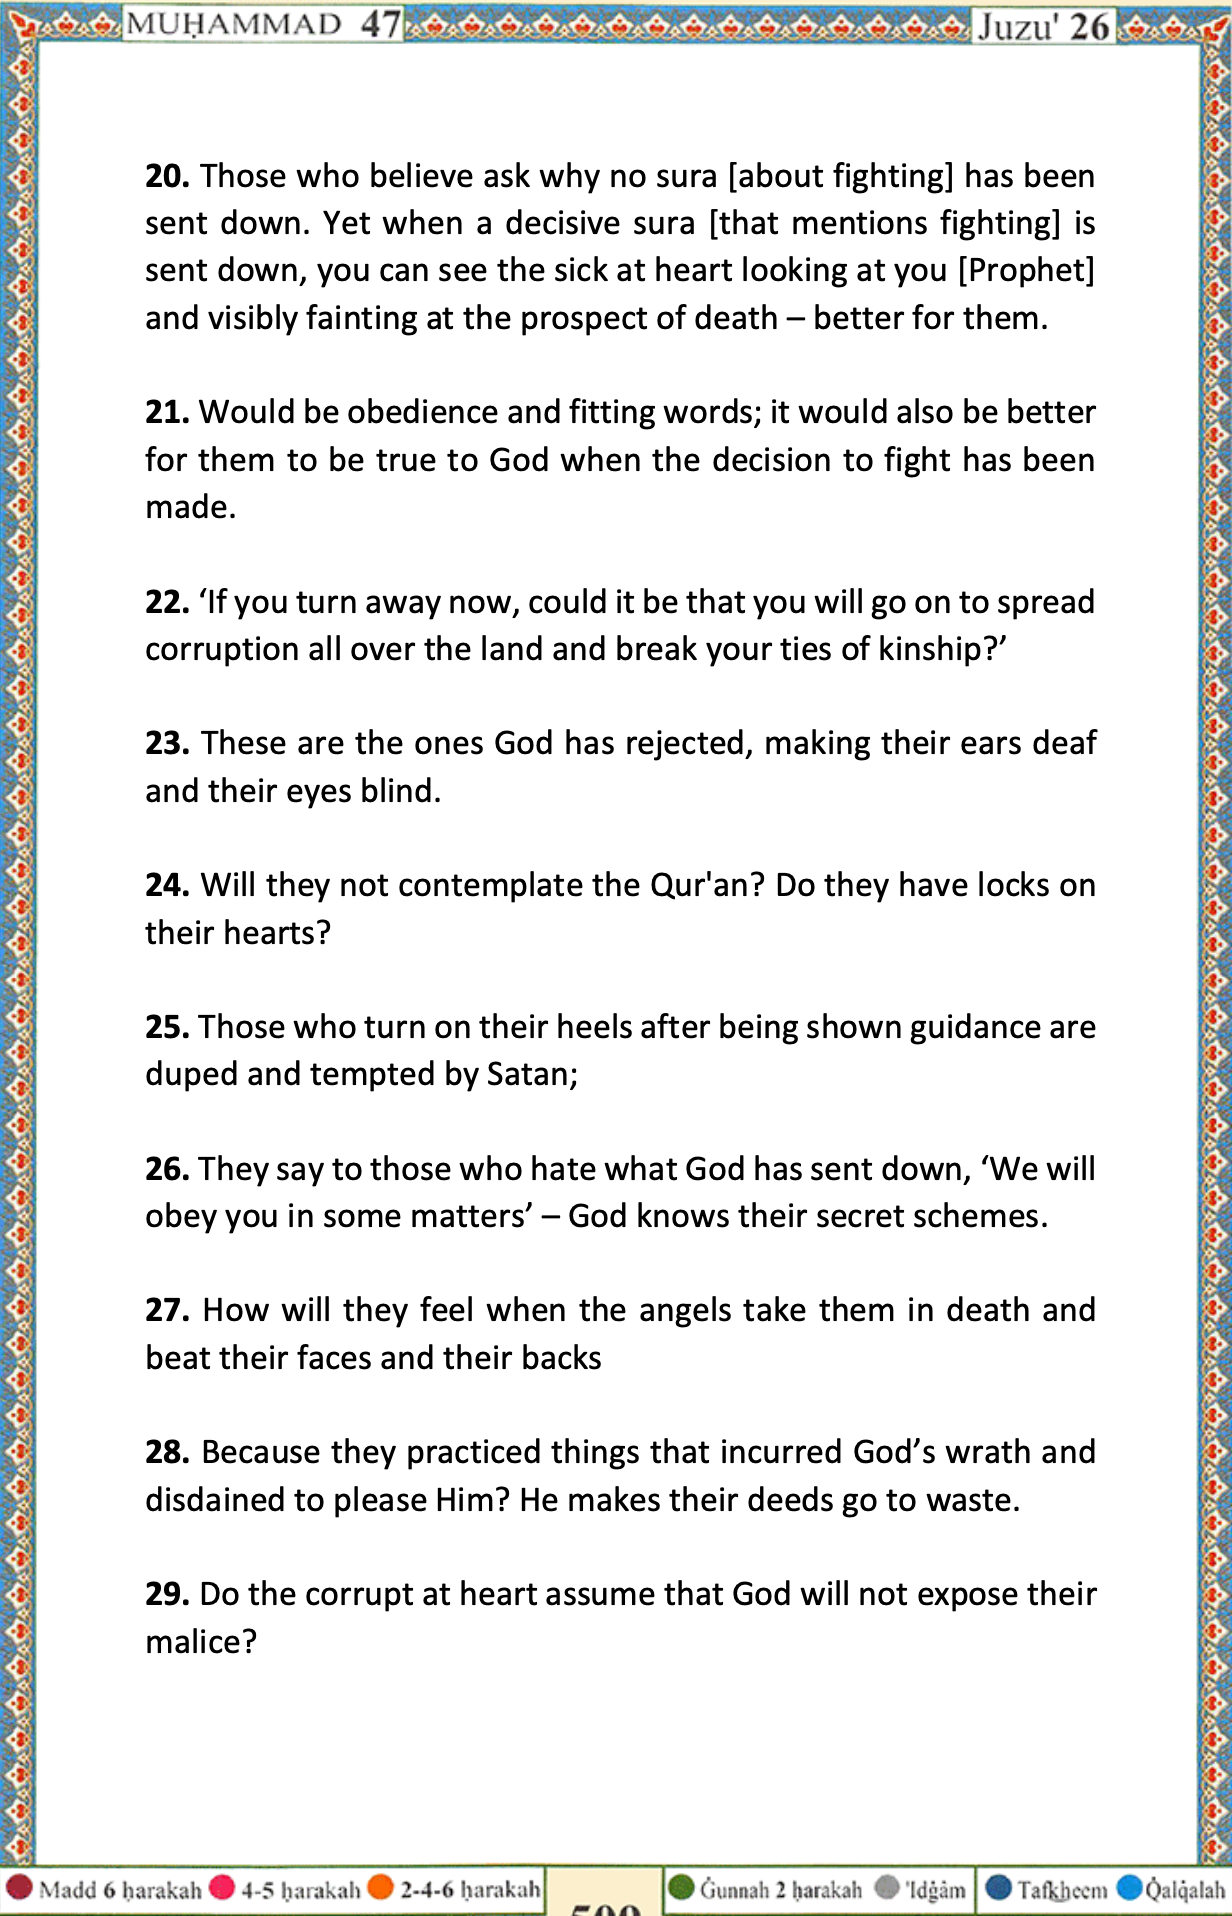 MUḤAMMAD 47
Juzu' 26
20. Those who believe ask why no sura [about fighting] has been
sent down. Yet when a decisive sura [that mentions fighting] is
sent down, you can see the sick at heart looking at you [Prophet]
and visibly fainting at the prospect of death – better for them.
21. Would be obedience and fitting words; it would also be better
for them to be true to God when the decision to fight has been
made.
22. ‘If you turn away now, could it be that you will go on to spread
corruption all over the land and break your ties of kinship?’
23. These are the ones God has rejected, making their ears deaf
and their eyes blind.
24. Will they not contemplate the Qur'an? Do they have locks on
their hearts?
25. Those who turn on their heels after being shown guidance are
duped and tempted by Satan;
26. They say to those who hate what God has sent down, ‘We will
obey you in some matters’ – God knows their secret schemes.
27. How will they feel when the angels take them in death and
beat their faces and their backs
28. Because they practiced things that incurred God’s wrath and
disdained to please Him? He makes their deeds go to waste.
29. Do the corrupt at heart assume that God will not expose their
malice?
Madd 6 ḥarakah 4-5 ḥarakah 2-4-6 ḥarakah
Ġunnah 2 ḥarakah 'Idġâm Tafkheem Qalqalah